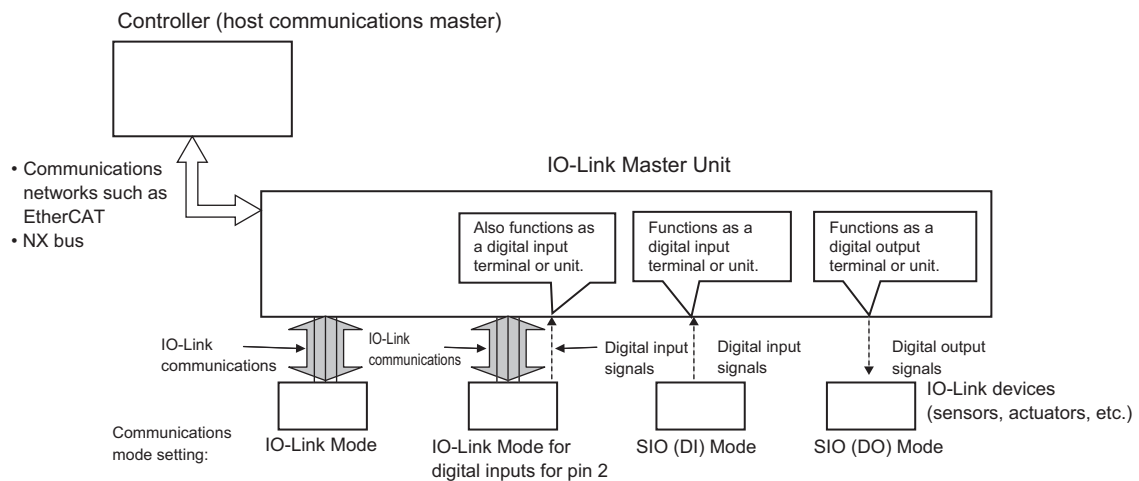 Controller (host communications master)
• Communications
networks such as
EtherCAT
• NX bus
IO-Link Master Unit
Also functions as
a digital input
terminal or unit.
Functions as a
digital input
terminal or unit.
Functions as a
digital output
terminal or unit.
IO-Link
communications
IO-Link
communications
Digital input
signals
Digital input
signals
Digital output
signals
IO-Link devices
(sensors, actuators, etc.)
Communications
mode setting:
IO-Link Mode
IO-Link Mode for
digital inputs for pin 2
SIO (DI) Mode
SIO (DO) Mode